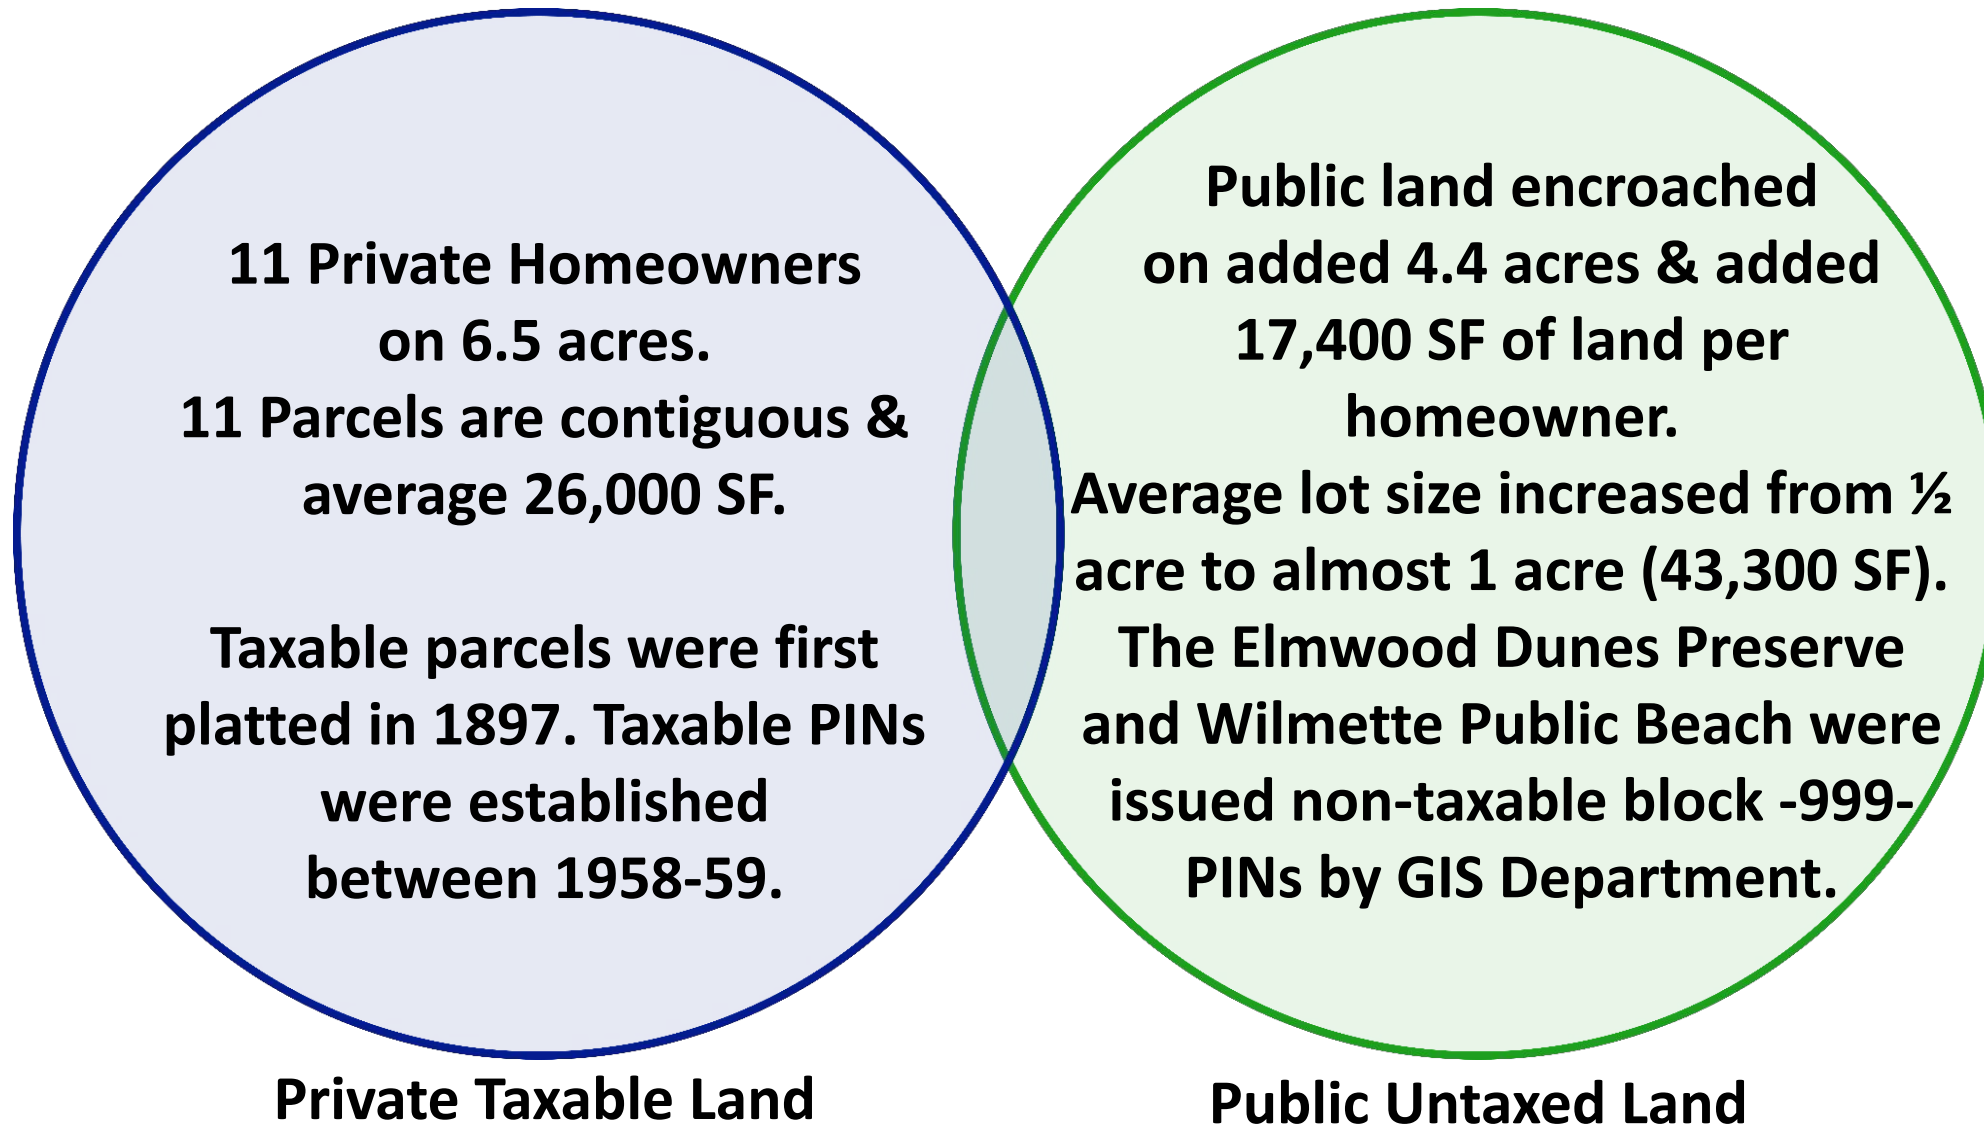 11 Private Homeowners
on 6.5 acres.
11 Parcels are contiguous &
average 26,000 SF.
Taxable parcels were first
platted in 1897. Taxable PINs
were established
between 1958-59.
Private Taxable Land
Public land encroached
on added 4.4 acres & added
17,400 SF of land per
homeowner.
Average lot size increased from ½
acre to almost 1 acre (43,300 SF).
The Elmwood Dunes Preserve
and Wilmette Public Beach were
issued non-taxable block -999-
PINs by GIS Department.
Public Untaxed Land